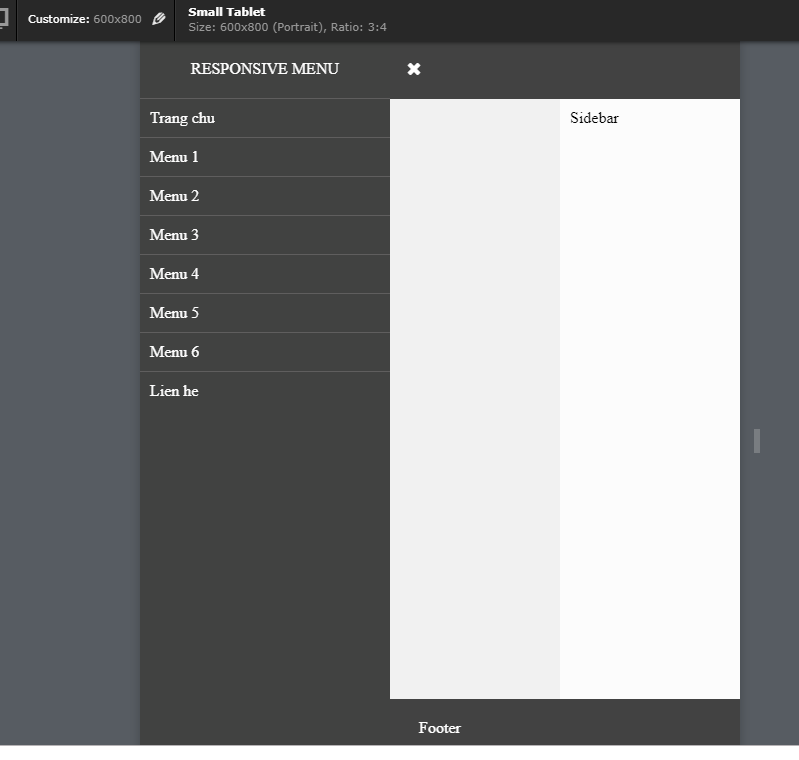 Customize: 600x800
Small Tablet
Size: 600x800 (Portrait), Ratio: 3:4
RESPONSIVE MENU
Trang chu
Sidebar
Menu 1
Menu 2
Menu 3
Menu 4
Menu 5
Menu 6
Lien he
Footer